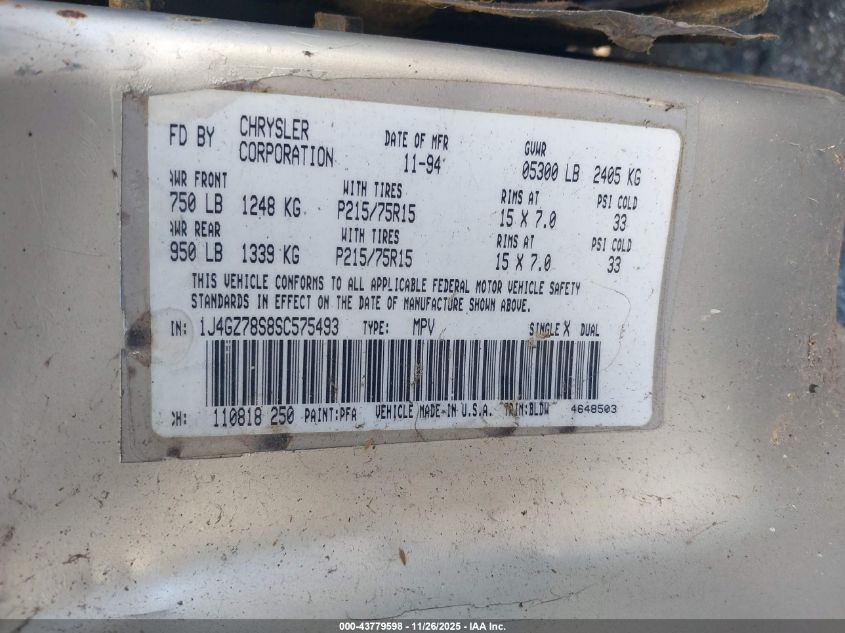 FD BY CHRYSLER CORPORATION DATE OF MFR 11-94 GVWR 05300 LB 2405 KG
WR FRONT WITH TIRES RIMS AT PSI COLD
750 LB 1248 KG P215/75R15 15 X 7.0 33
WR REAR WITH TIRES RIMS AT PSI COLD
950 LB 1339 KG P215/75R15 15 X 7.0 33
THIS VEHICLE CONFORMS TO ALL APPLICABLE FEDERAL MOTOR VEHICLE SAFETY
STANDARDS IN EFFECT ON THE DATE OF MANUFACTURE SHOWN ABOVE.
IN: 1J4GZ78S8SC575493 TYPE: MPV SINGLE X DUAL
H: 110818 250 PAINT:PFA VEHICLE MADE IN U.S.A. TRIM:BLDW 4648503
000-43779598 - 11/26/2025 - IAA Inc.